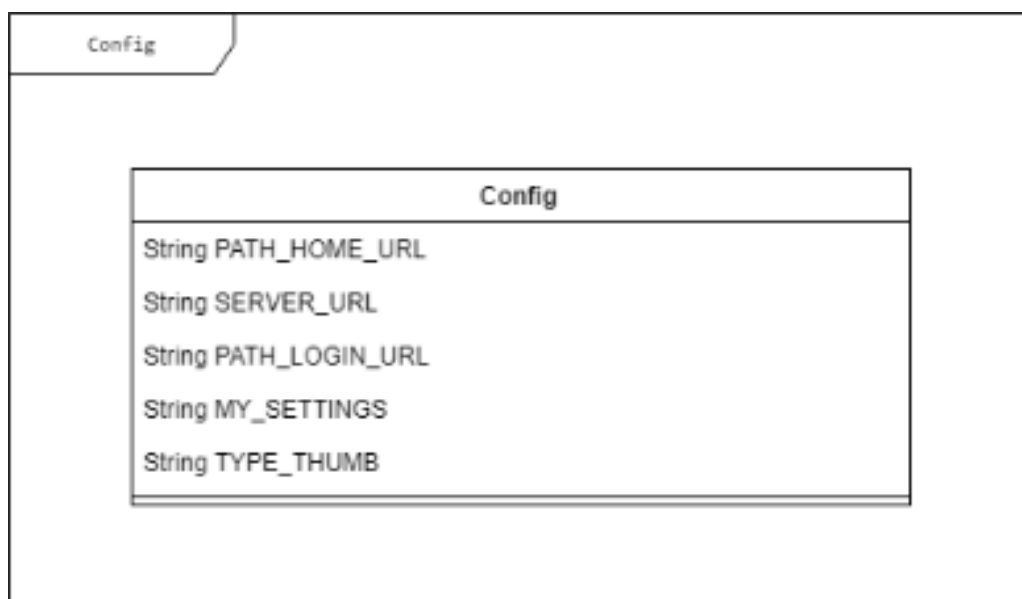 Config
Config
String PATH_HOME_URL
String SERVER_URL
String PATH_LOGIN_URL
String MY_SETTINGS
String TYPE_THUMB